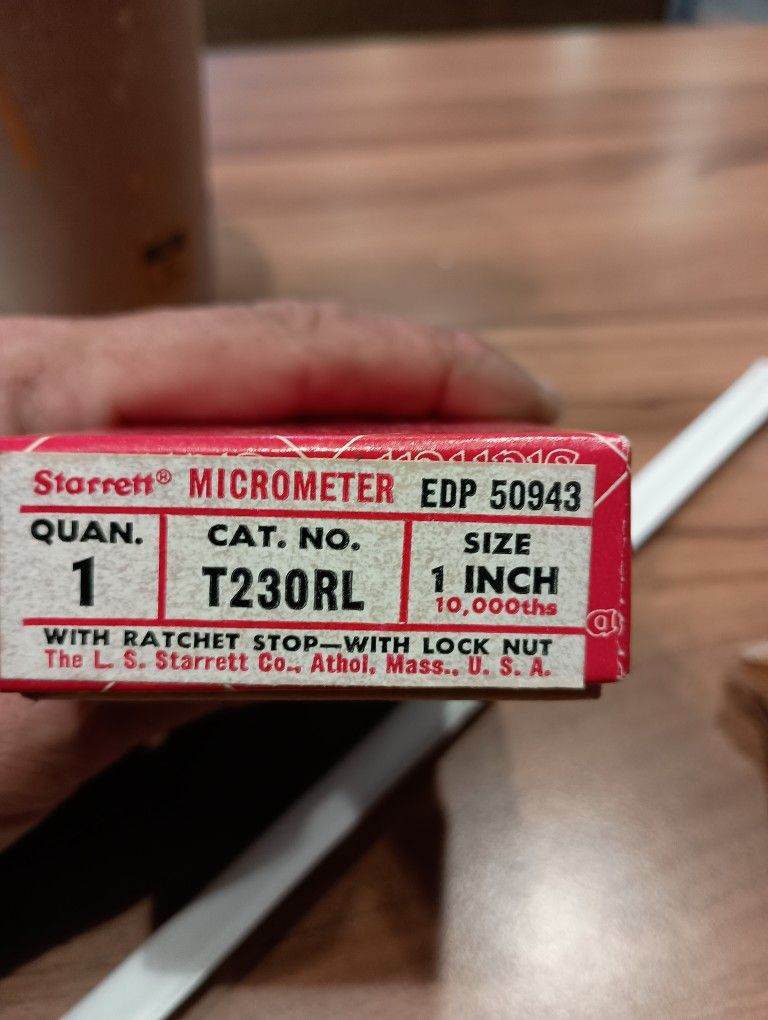 Starrett® MICROMETER EDP 50943
QUAN. CAT. NO. SIZE
1 T230RL 1 INCH
10,000ths
WITH RATCHET STOP—WITH LOCK NUT
The L. S. Starrett Co., Athol, Mass., U. S. A.